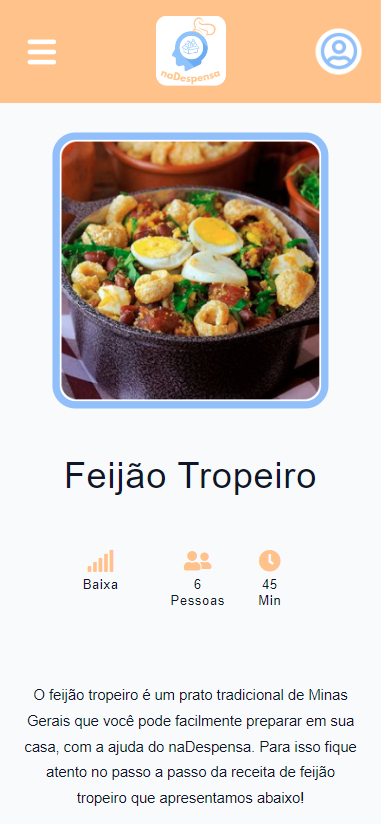 naDespensa
Feijão Tropeiro
Baixa
6
Pessoas
45
Min
O feijão tropeiro é um prato tradicional de Minas
Gerais que você pode facilmente preparar em sua
casa, com a ajuda do naDespensa. Para isso fique
atento no passo a passo da receita de feijão
tropeiro que apresentamos abaixo!